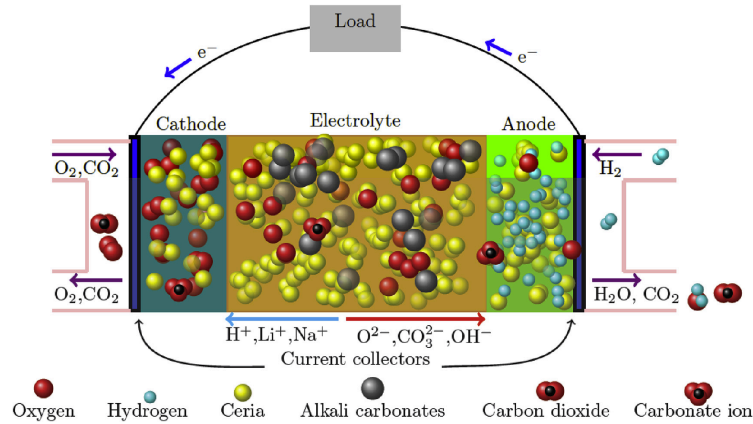 Load
e⁻
e⁻
Cathode
Electrolyte
Anode
O₂,CO₂
H₂
O₂,CO₂
H₂O, CO₂
H⁺,Li⁺,Na⁺
O²⁻,CO₃²⁻,OH⁻
Current collectors
Oxygen
Hydrogen
Ceria
Alkali carbonates
Carbon dioxide
Carbonate ion